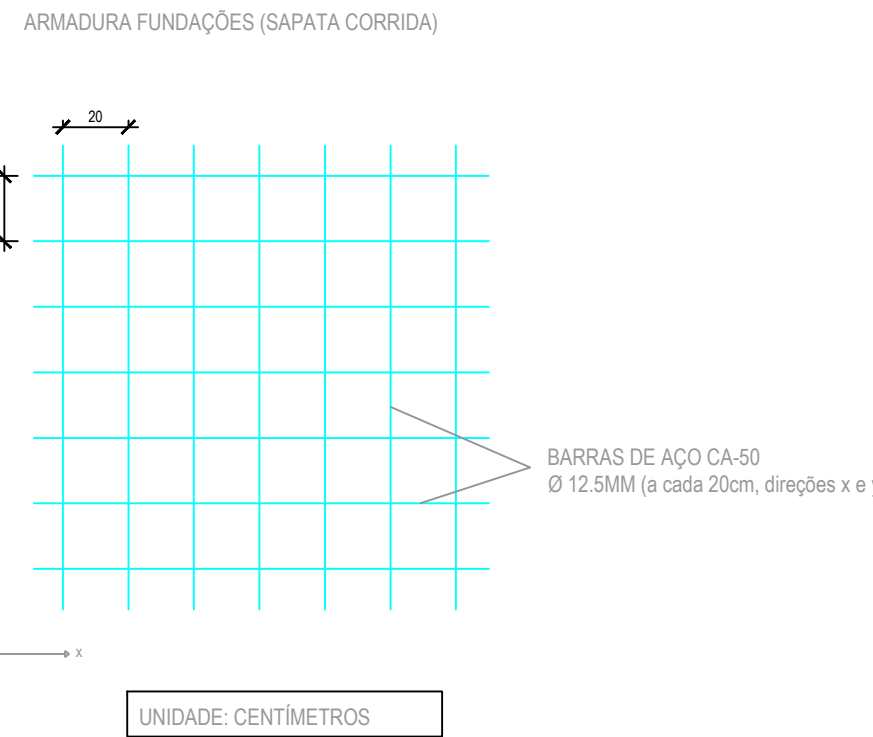 ARMADURA FUNDAÇÕES (SAPATA CORRIDA)
20
BARRAS DE AÇO CA-50
Ø 12.5MM (a cada 20cm, direções x e
x
UNIDADE: CENTÍMETROS